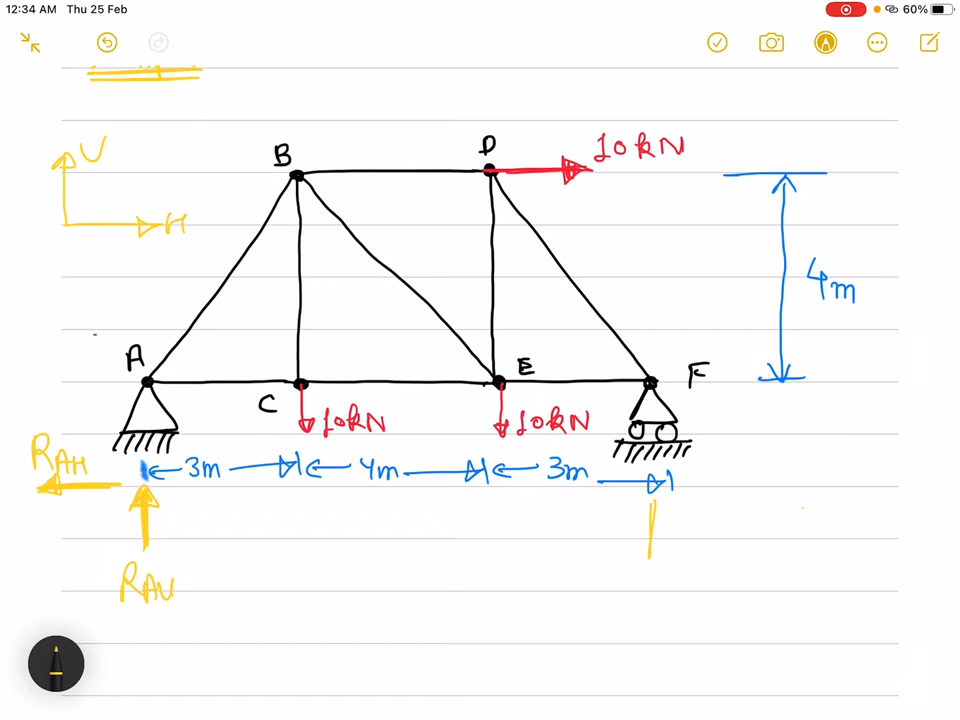 12:34 AM Thu 25 Feb
60%
V
H
B
D
10kN
4m
A
C
E
F
10kN
10kN
RAH
3m
4m
3m
RAV